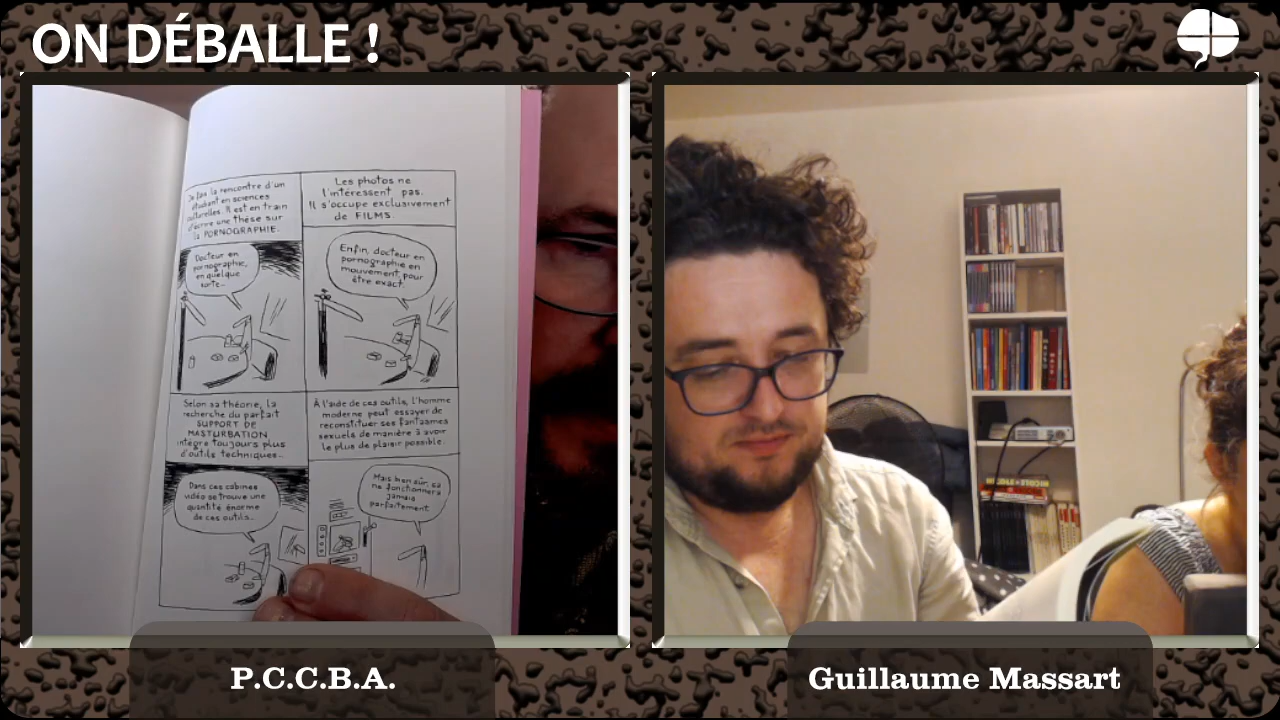 ON DÉBALLE !
Je fais la rencontre d'un
étudiant en sciences
culturelles. Il est en train
d'écrire une thèse sur
la PORNOGRAPHIE.
Les photos ne
l'intéressent pas.
Il s'occupe exclusivement
de FILMS.
Docteur en
pornographie,
en quelque
sorte...
Enfin, docteur en
pornographie en
mouvement, pour
être exact.
Selon sa théorie, la
recherche du parfait
SUPPORT DE
MASTURBATION
intègre toujours plus
d'outils techniques...
À l'aide de ces outils, l'homme
moderne peut essayer de
reconstituer ses fantasmes
sexuels de manière à avoir
le plus de plaisir possible.
Dans ces cabines
vidéo se trouve une
quantité énorme
de ces outils...
Mais bien sûr, ça
ne fonctionnera
jamais
parfaitement.
P.C.C.B.A.
Guillaume Massart